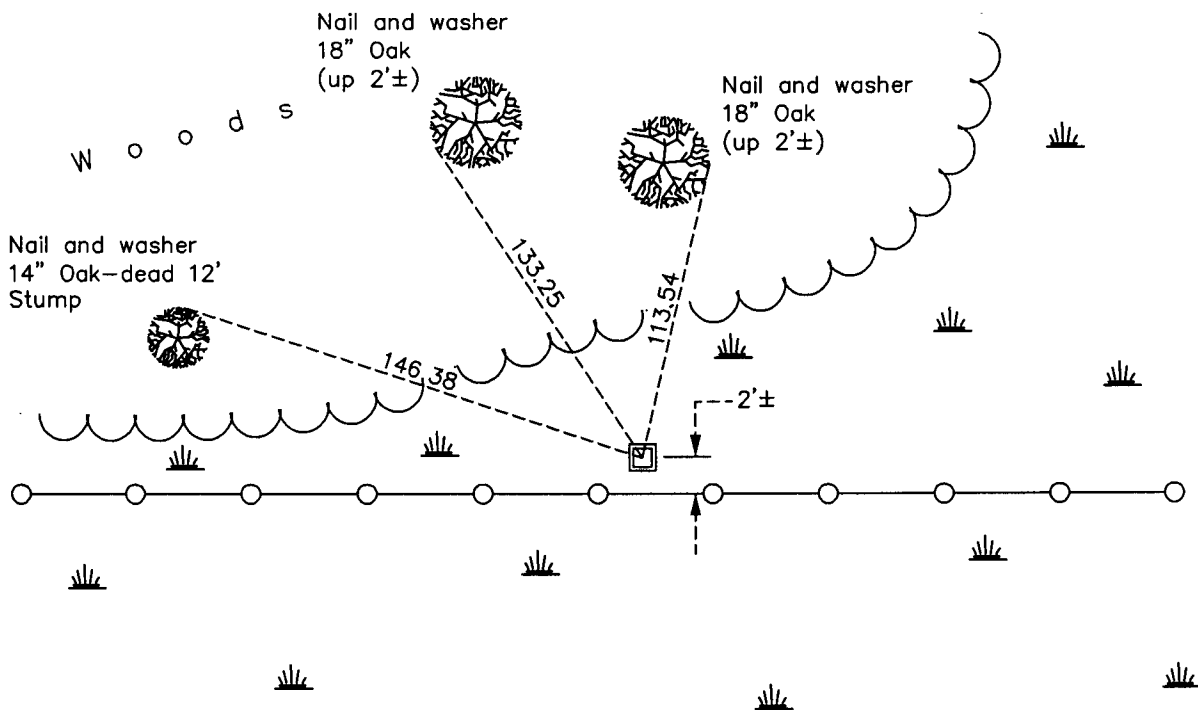 Nail and washer
18" Oak
(up 2'±)
Nail and washer
18" Oak
(up 2'±)
Woods
Nail and washer
14" Oak-dead 12'
Stump
133.25
113.54
146.38
2'±